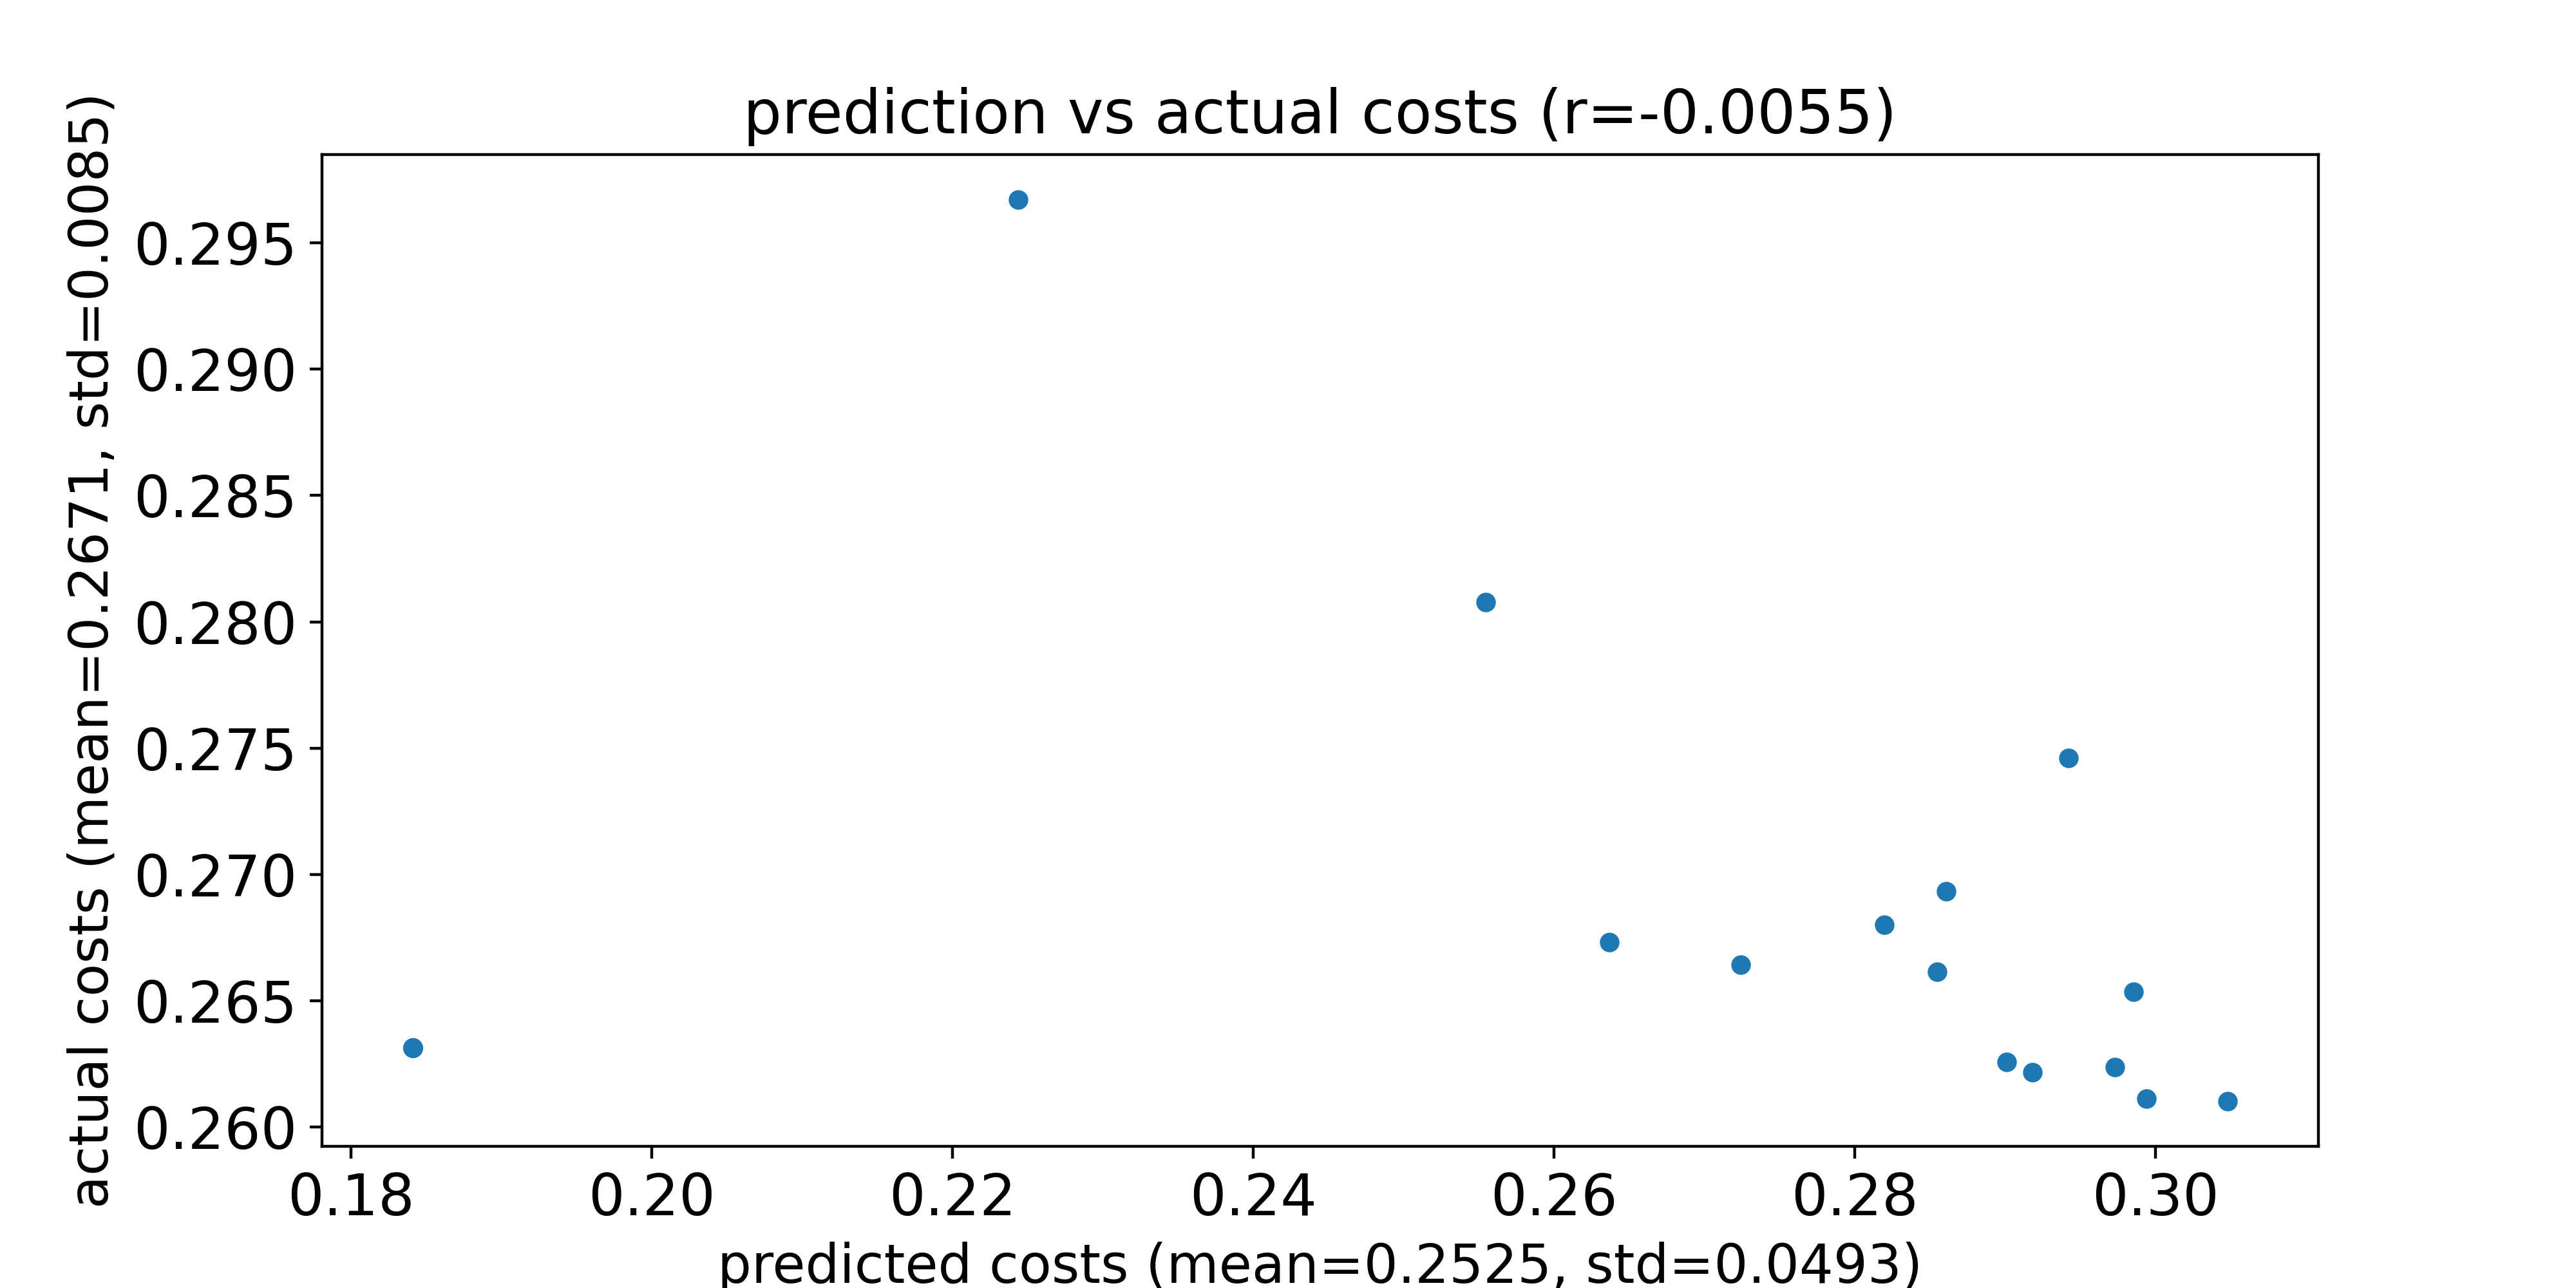 prediction vs actual costs (r=-0.0055)
actual costs (mean=0.2671, std=0.0085)
0.295
0.290
0.285
0.280
0.275
0.270
0.265
0.260
0.18 0.20 0.22 0.24 0.26 0.28 0.30
predicted costs (mean=0.2525, std=0.0493)